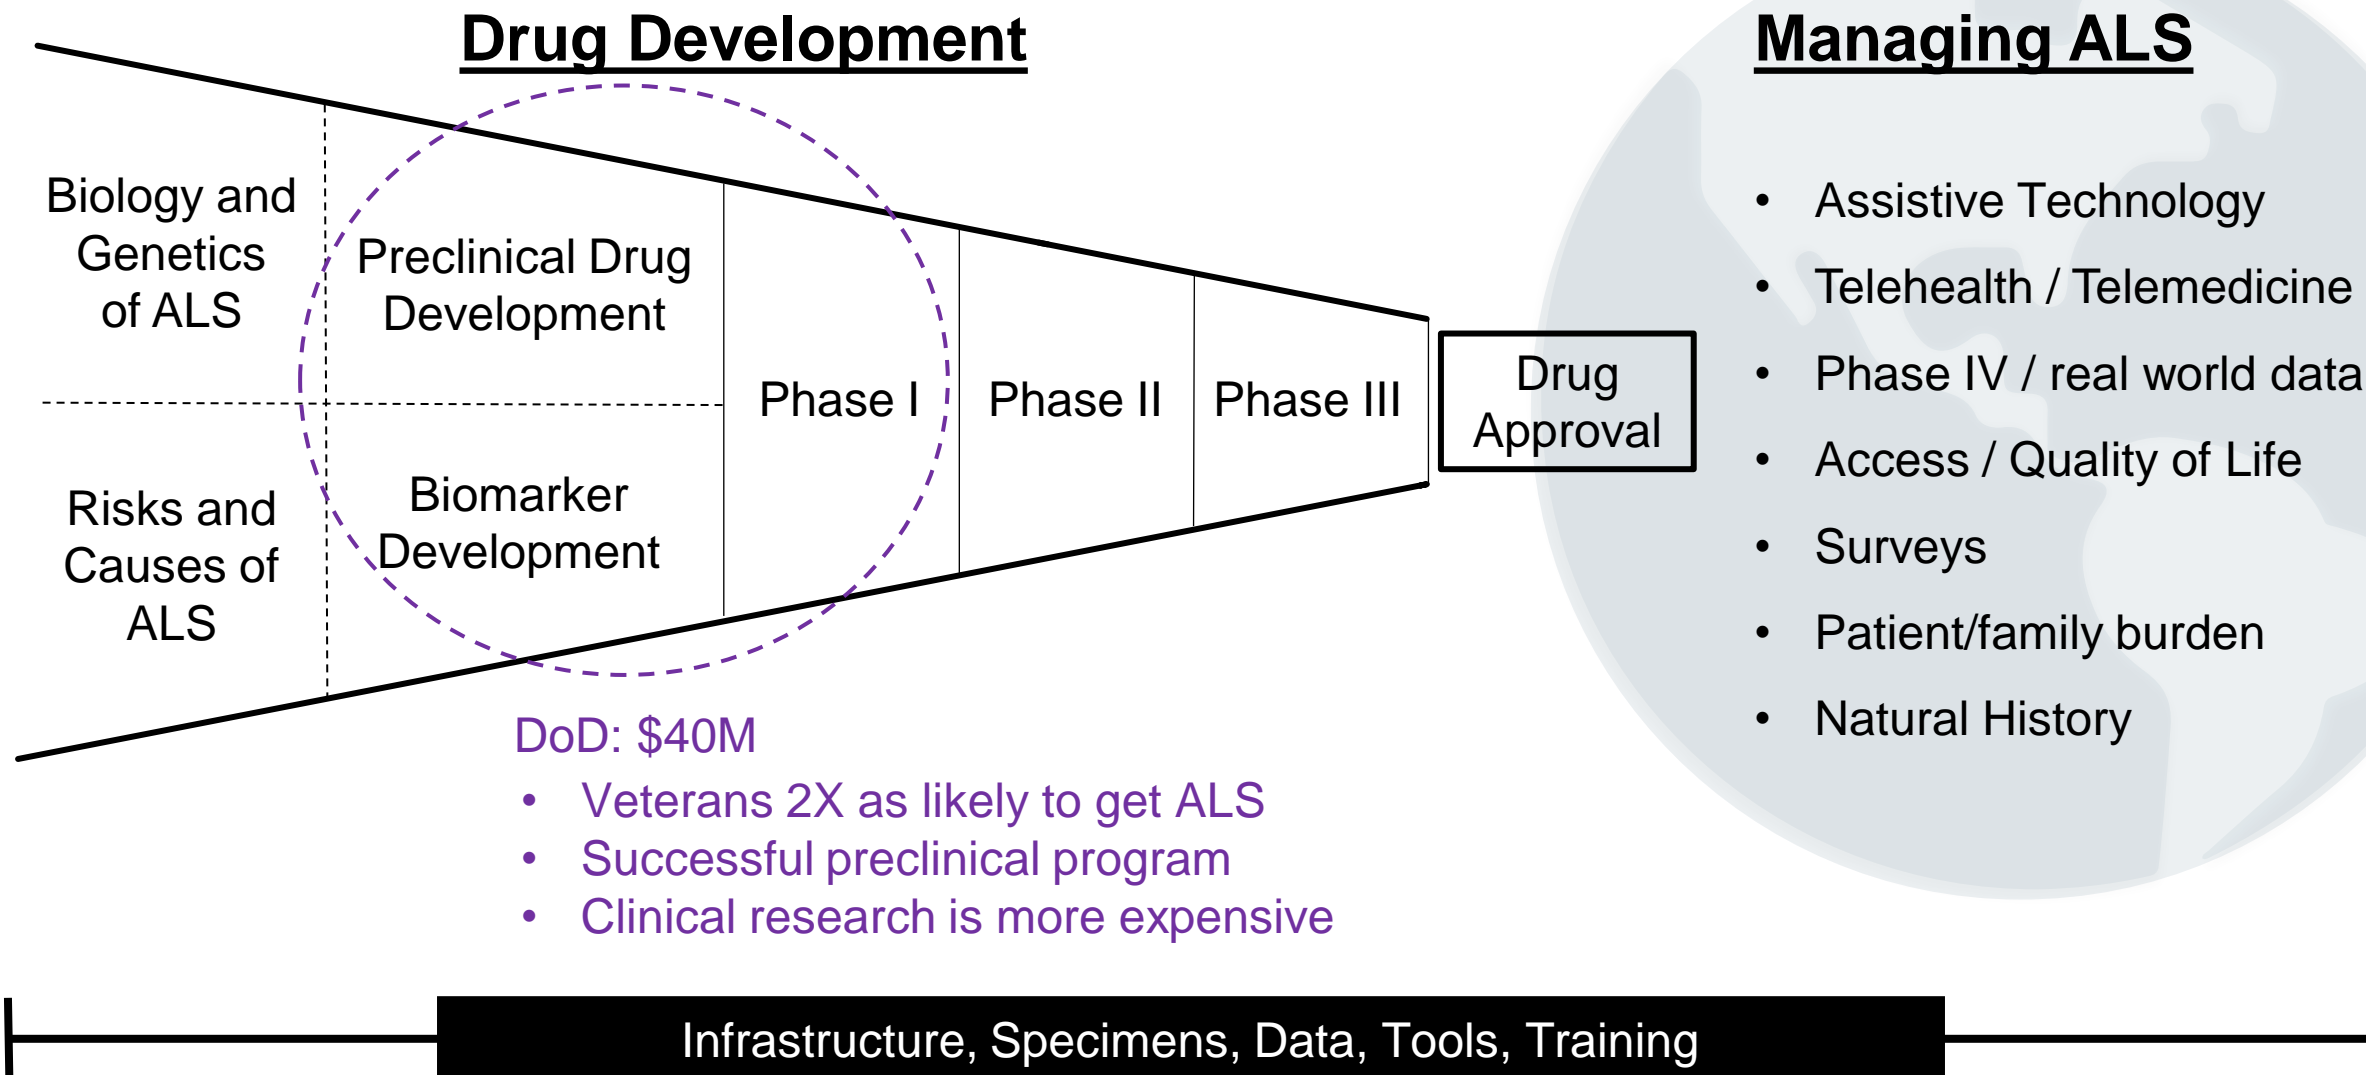 Drug Development
Biology and
Genetics
of ALS
Risks and
Causes of
ALS
Preclinical Drug
Development
Biomarker
Development
Phase I
Phase II
Phase III
Drug
Approval
DoD: $40M
• Veterans 2X as likely to get ALS
• Successful preclinical program
• Clinical research is more expensive
Managing ALS
• Assistive Technology
• Telehealth / Telemedicine
• Phase IV / real world data
• Access / Quality of Life
• Surveys
• Patient/family burden
• Natural History
Infrastructure, Specimens, Data, Tools, Training